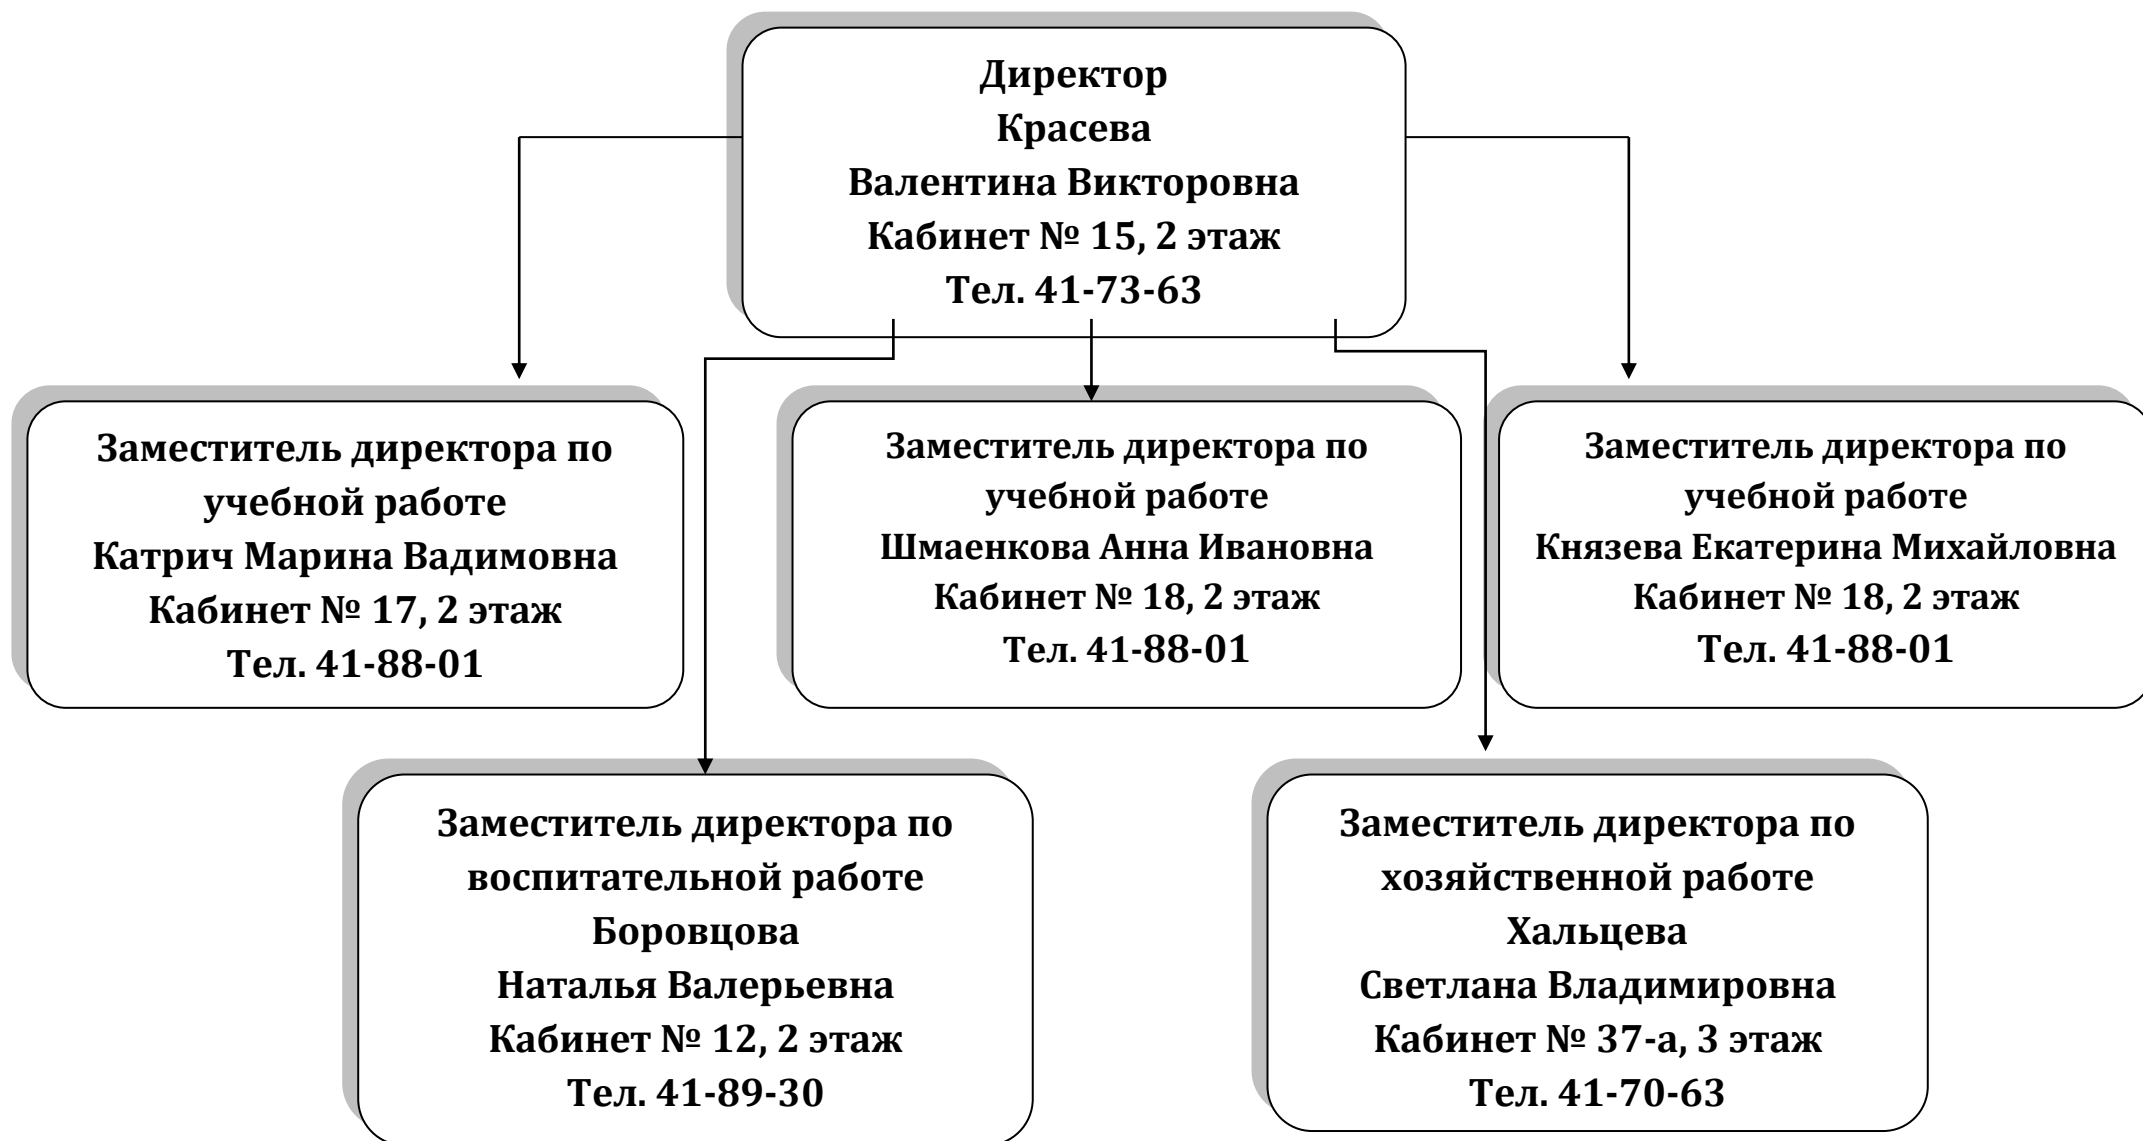 Директор
Красева
Валентина Викторовна
Кабинет № 15, 2 этаж
Тел. 41-73-63
Заместитель директора по
учебной работе
Катрич Марина Вадимовна
Кабинет № 17, 2 этаж
Тел. 41-88-01
Заместитель директора по
учебной работе
Шмаенкова Анна Ивановна
Кабинет № 18, 2 этаж
Тел. 41-88-01
Заместитель директора по
учебной работе
Князева Екатерина Михайловна
Кабинет № 18, 2 этаж
Тел. 41-88-01
Заместитель директора по
воспитательной работе
Боровцова
Наталья Валерьевна
Кабинет № 12, 2 этаж
Тел. 41-89-30
Заместитель директора по
хозяйственной работе
Хальцева
Светлана Владимировна
Кабинет № 37-а, 3 этаж
Тел. 41-70-63